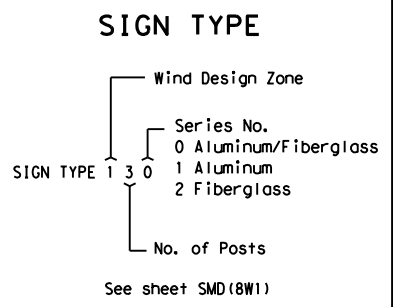 SIGN TYPE
Wind Design Zone
Series No.
0 Aluminum/Fiberglass
SIGN TYPE 1 3 0
1 Aluminum
2 Fiberglass
No. of Posts
See sheet SMD(8W1)